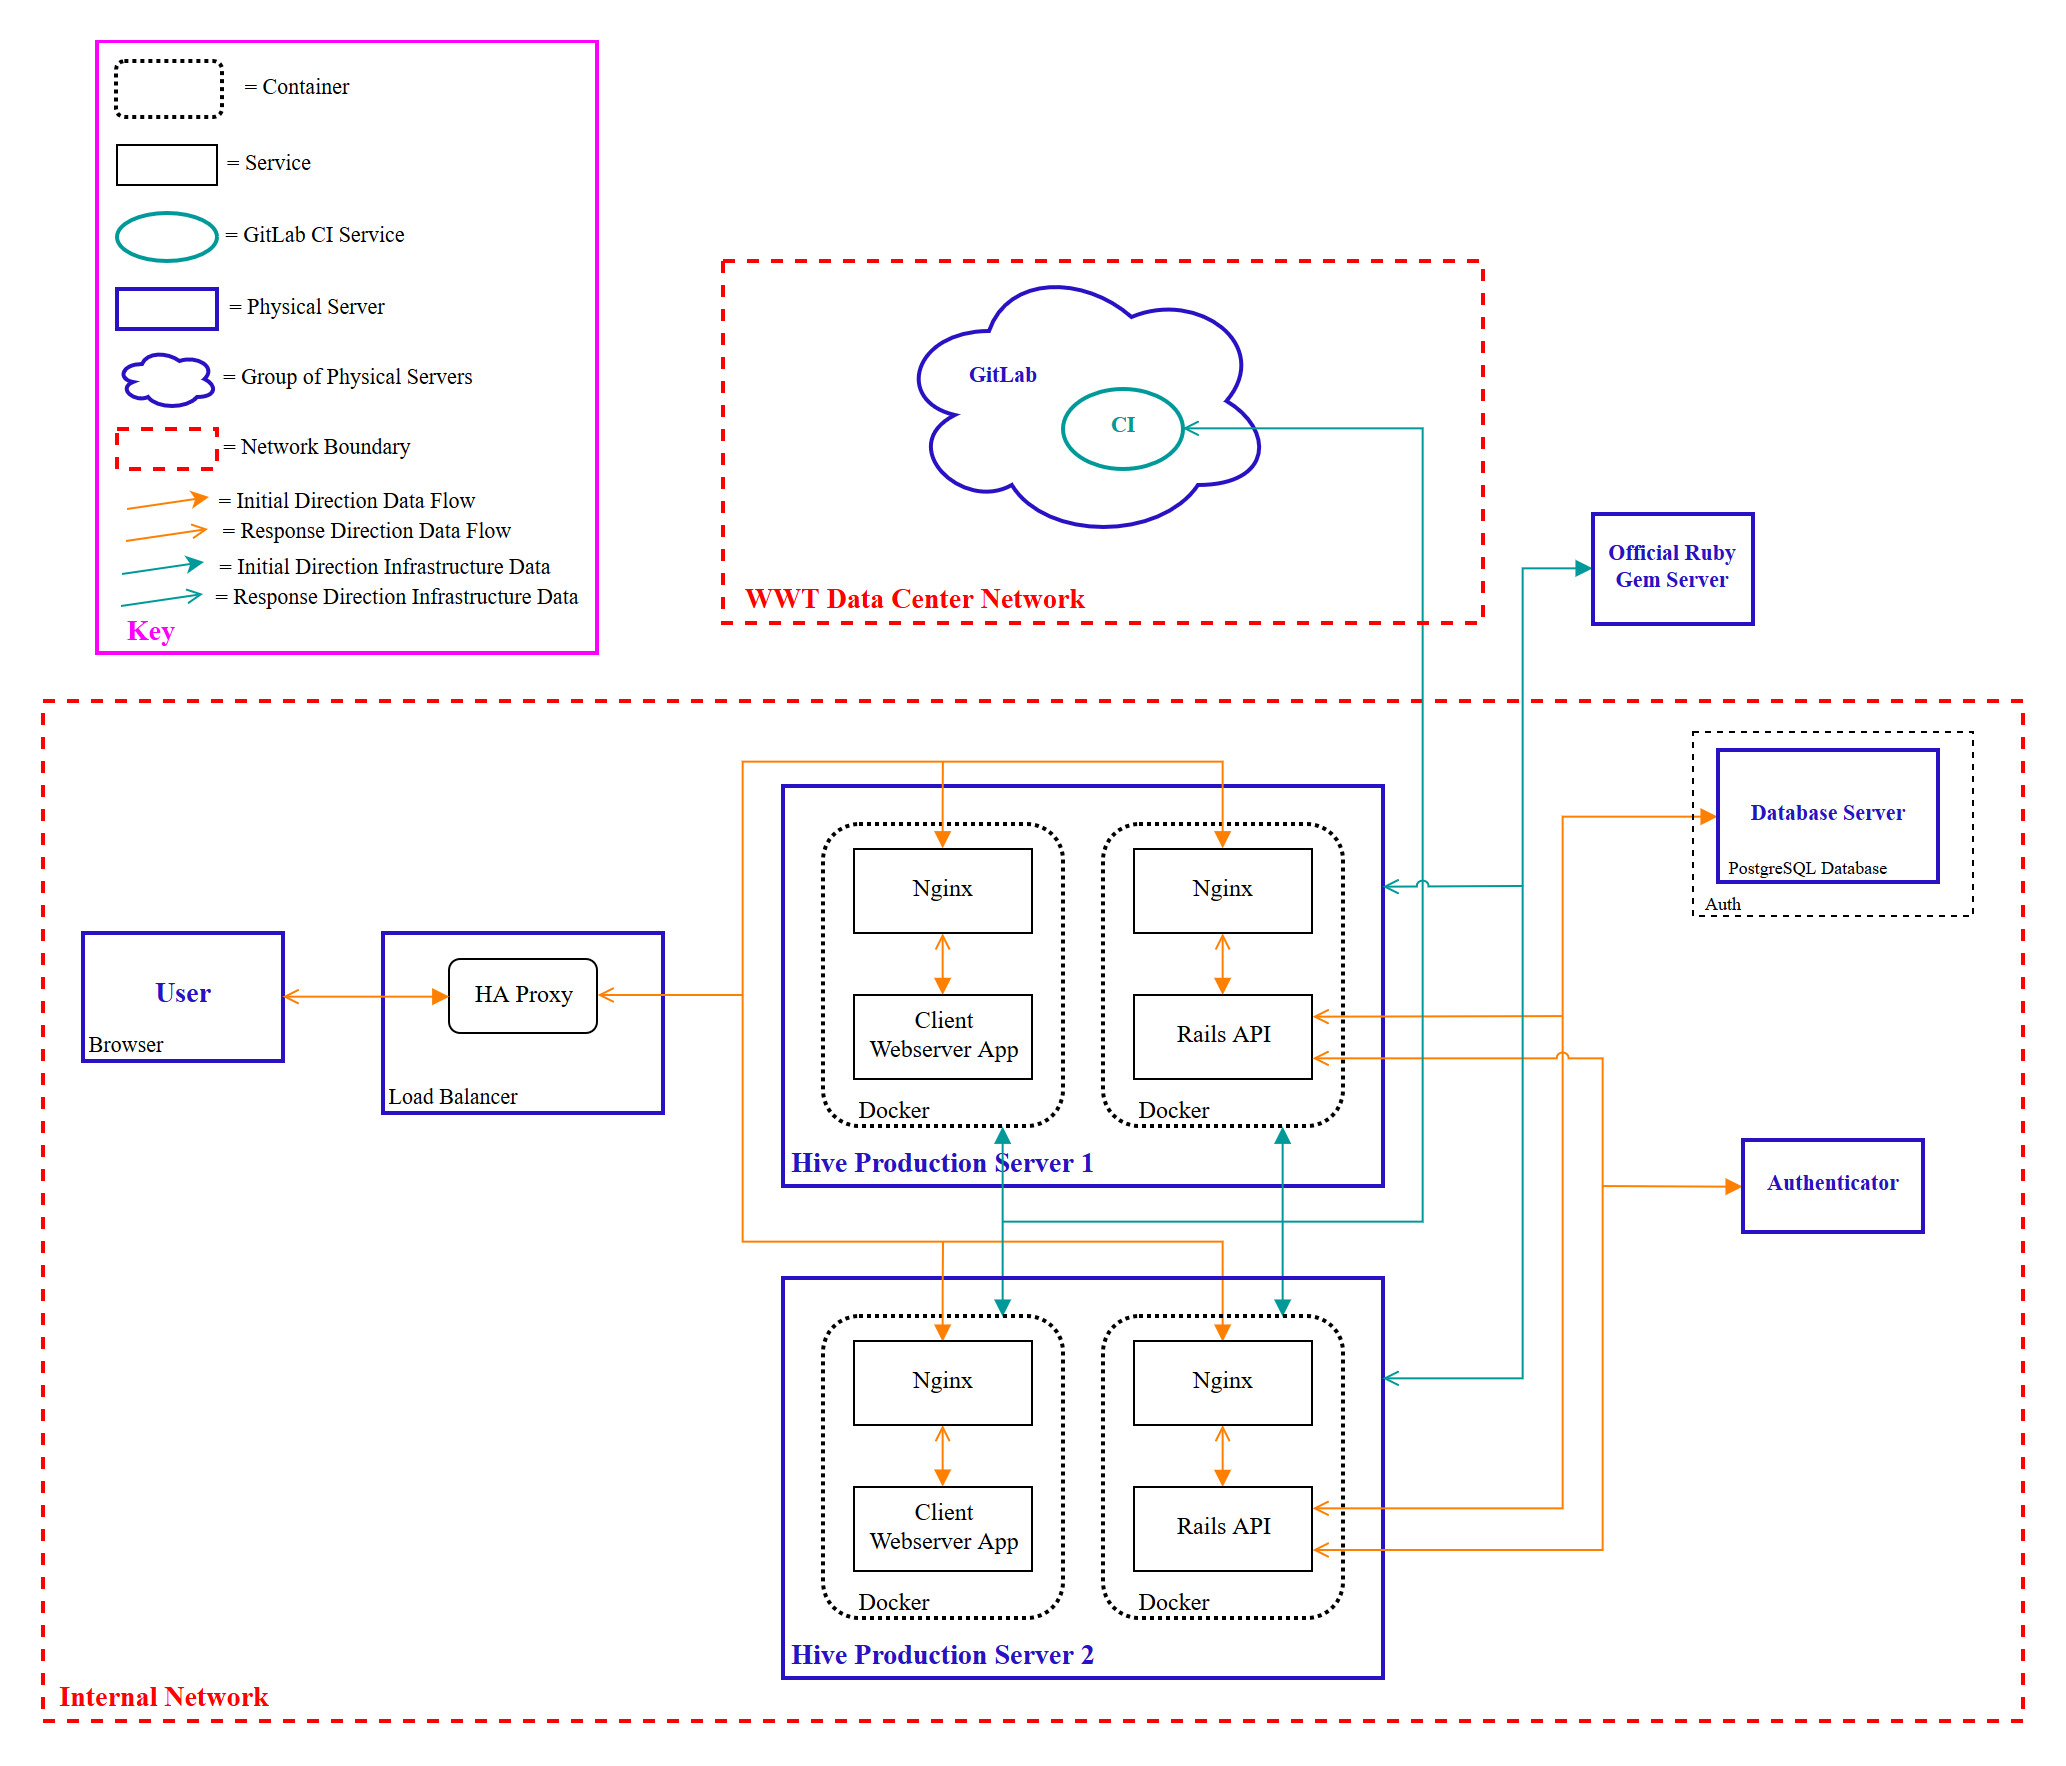 = Container
= Service
= GitLab CI Service
= Physical Server
= Group of Physical Servers
= Network Boundary
= Initial Direction Data Flow
= Response Direction Data Flow
= Initial Direction Infrastructure Data
= Response Direction Infrastructure Data
Key
GitLab
CI
WWT Data Center Network
Official Ruby
Gem Server
Database Server
PostgreSQL Database
Auth
User
Browser
HA Proxy
Load Balancer
Nginx
Client
Webserver App
Docker
Nginx
Rails API
Docker
Hive Production Server 1
Authenticator
Nginx
Client
Webserver App
Docker
Nginx
Rails API
Docker
Hive Production Server 2
Internal Network